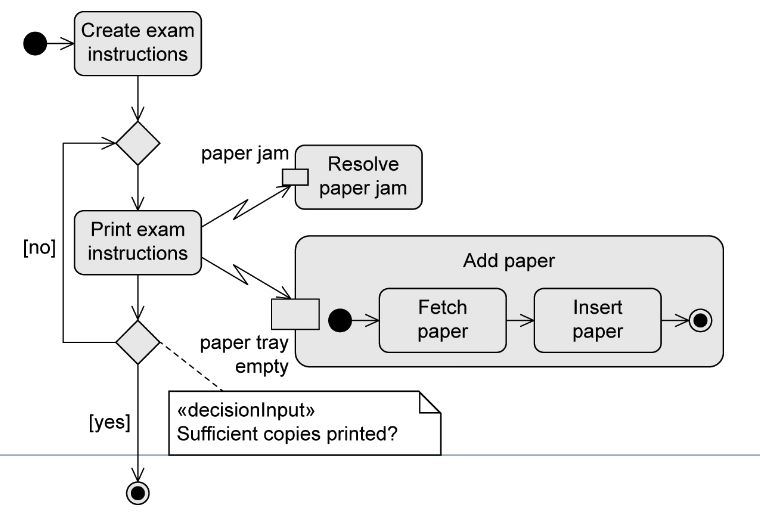 Create exam
instructions
paper jam
Resolve
paper jam
Print exam
instructions
[no]
Add paper
Fetch
paper
Insert
paper
paper tray
empty
«decisionInput»
Sufficient copies printed?
[yes]